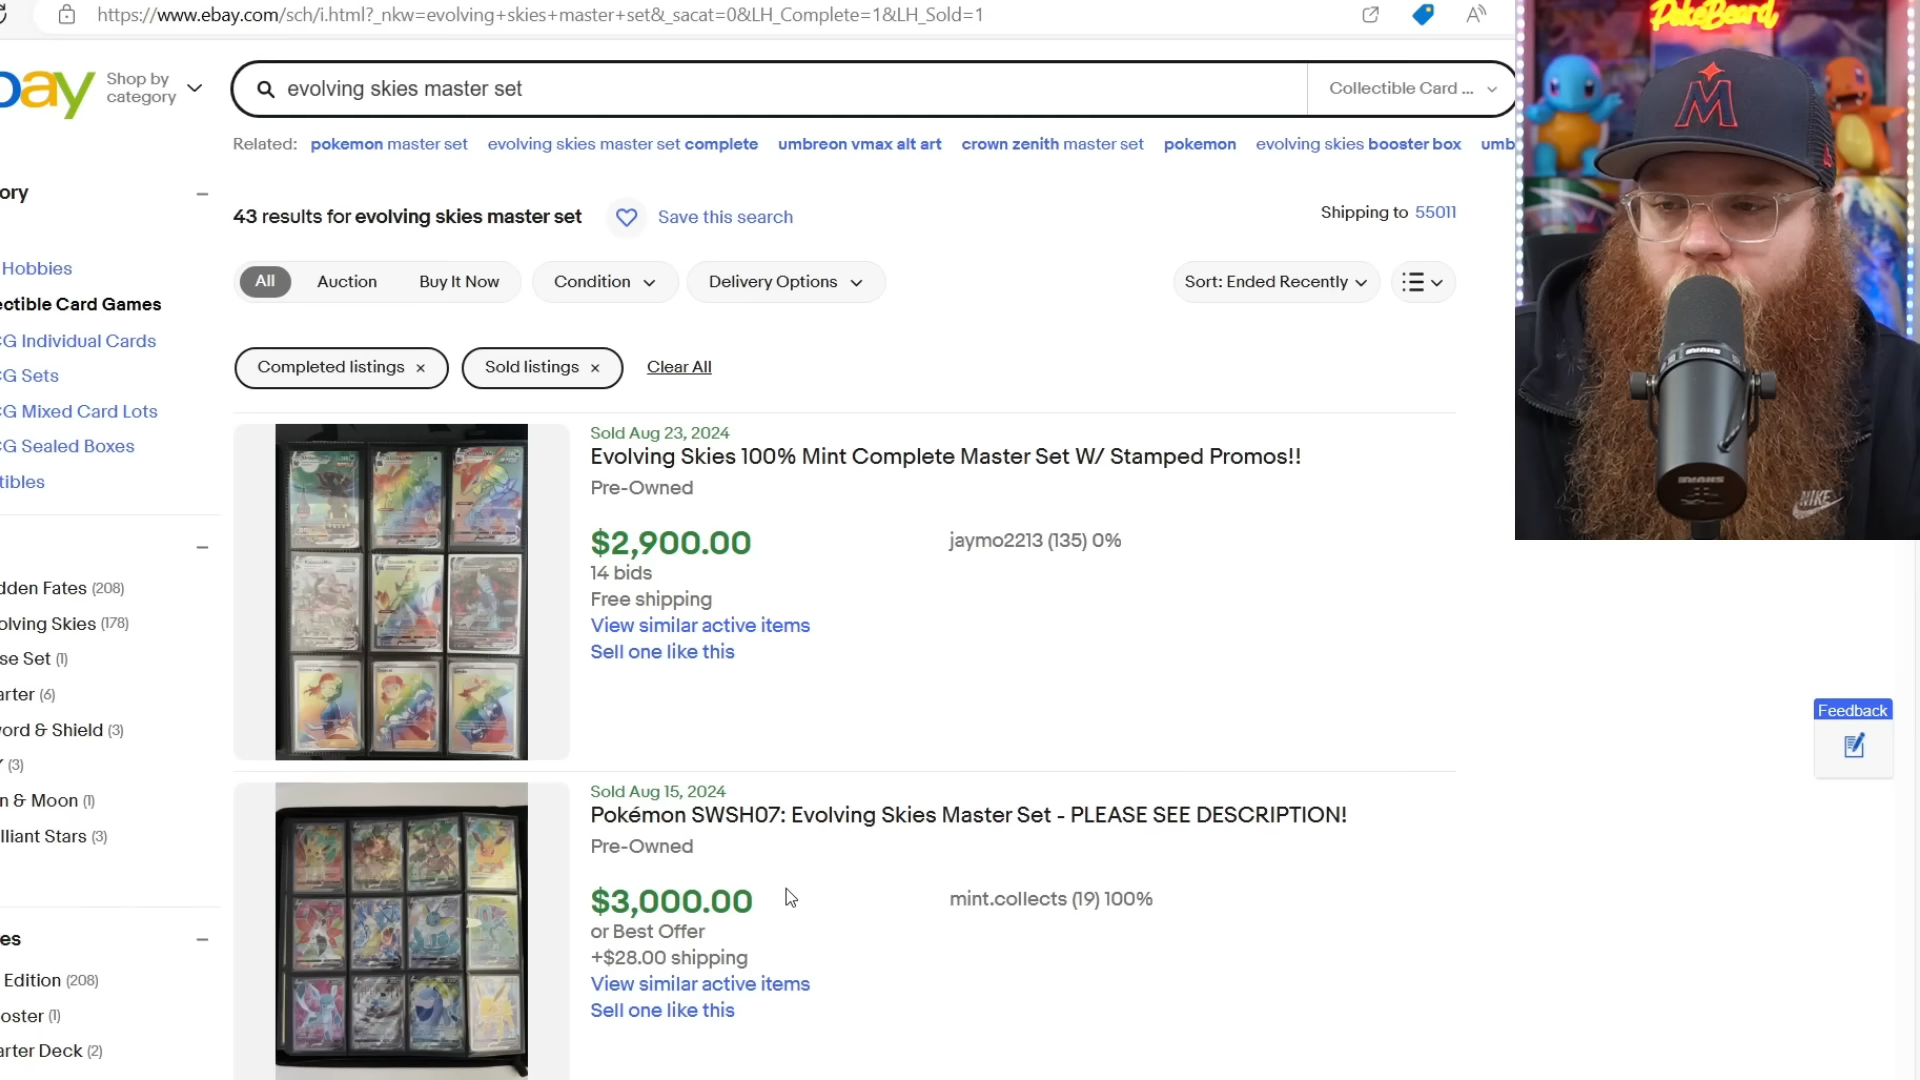 https://www.ebay.com/sch/i.html?_nkw=evolving+skies+master+set&_sacat=0&LH_Complete=1&LH_Sold=1
PokeBeard
bay
Shop by category
evolving skies master set
Collectible Card ...
Related: pokemon master set evolving skies master set complete umbreon vmax alt art crown zenith master set pokemon evolving skies booster box umb
ory
43 results for evolving skies master set
Save this search
Shipping to 55011
Hobbies
All
Auction
Buy It Now
Condition
Delivery Options
Sort: Ended Recently
ectible Card Games
CG Individual Cards
CG Sets
CG Mixed Card Lots
CG Sealed Boxes
tibles
Completed listings ×
Sold listings ×
Clear All
Sold Aug 23, 2024
Evolving Skies 100% Mint Complete Master Set W/ Stamped Promos!!
Pre-Owned
$2,900.00
jaymo2213 (135) 0%
14 bids
Free shipping
View similar active items
Sell one like this
dden Fates (208)
olving Skies (178)
se Set (1)
arter (6)
ord & Shield (3)
Y (3)
n & Moon (1)
lliant Stars (3)
Feedback
Sold Aug 15, 2024
Pokémon SWSH07: Evolving Skies Master Set - PLEASE SEE DESCRIPTION!
Pre-Owned
$3,000.00
mint.collects (19) 100%
or Best Offer
+$28.00 shipping
View similar active items
Sell one like this
es
Edition (208)
oster (1)
arter Deck (2)
M
NIKE